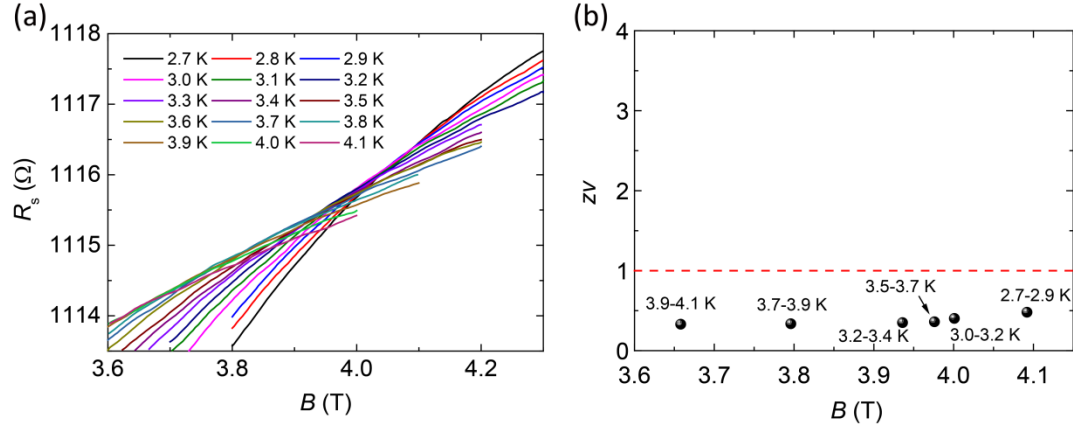 (a)
1118
1117
1116
1115
1114
Rs (Ω)
2.7 K 2.8 K 2.9 K
3.0 K 3.1 K 3.2 K
3.3 K 3.4 K 3.5 K
3.6 K 3.7 K 3.8 K
3.9 K 4.0 K 4.1 K
3.6 3.8 4.0 4.2
B (T)
(b)
4
3
2
1
0
zν
3.9-4.1 K
3.7-3.9 K
3.5-3.7 K
3.2-3.4 K
3.0-3.2 K
2.7-2.9 K
3.6 3.7 3.8 3.9 4.0 4.1
B (T)